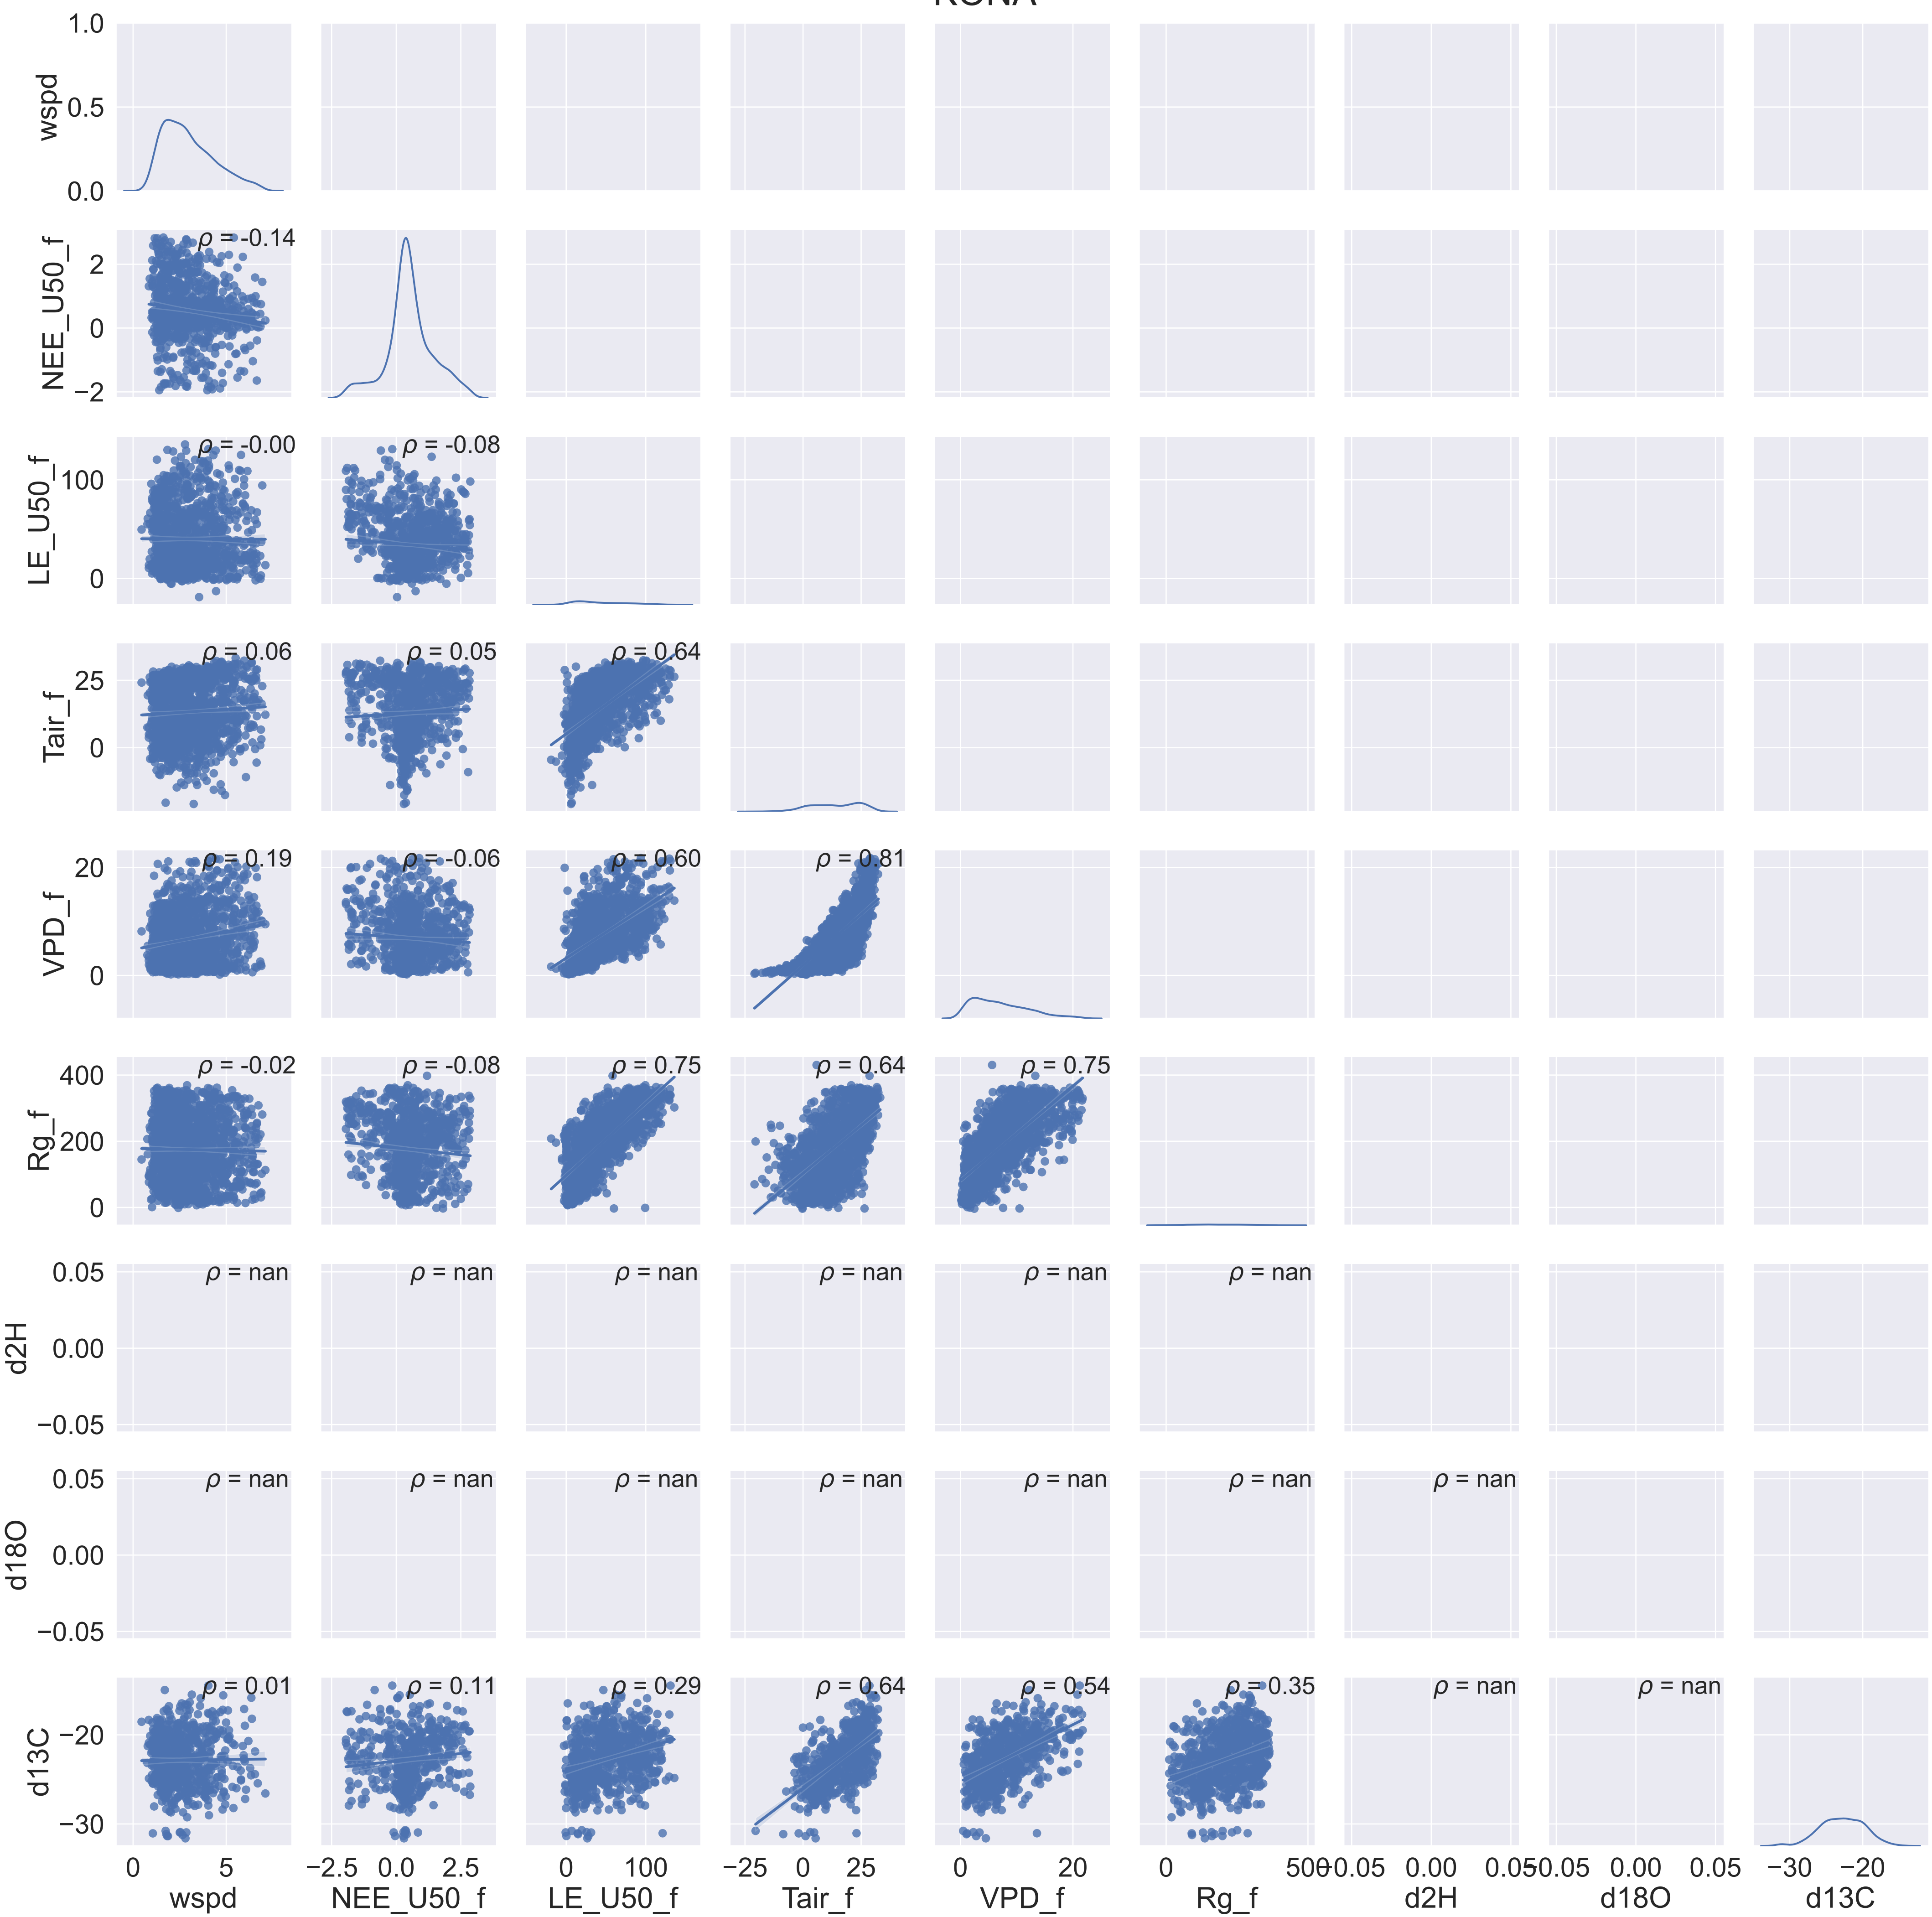 1.0
0.5
0.0
wspd
ρ = -0.14
2
0
−2
NEE_U50_f
ρ = -0.00 ρ = -0.08
100
0
LE_U50_f
ρ = 0.06 ρ = 0.05 ρ = 0.64
25
0
Tair_f
ρ = 0.19 ρ = -0.06 ρ = 0.60 ρ = 0.81
20
0
VPD_f
ρ = -0.02 ρ = -0.08 ρ = 0.75 ρ = 0.64 ρ = 0.75
400
200
0
Rg_f
ρ = nan ρ = nan ρ = nan ρ = nan ρ = nan ρ = nan
0.05
0.00
−0.05
d2H
ρ = nan ρ = nan ρ = nan ρ = nan ρ = nan ρ = nan ρ = nan
0.05
0.00
−0.05
d18O
ρ = 0.01 ρ = 0.11 ρ = 0.29 ρ = 0.64 ρ = 0.54 ρ = 0.35 ρ = nan ρ = nan
−20
−30
d13C
0 5 −2.5 0.0 2.5 0 100 −25 0 25 0 20 0 500 −0.05 0.00 0.05 −0.05 0.00 0.05 −30 −20
wspd NEE_U50_f LE_U50_f Tair_f VPD_f Rg_f d2H d18O d13C